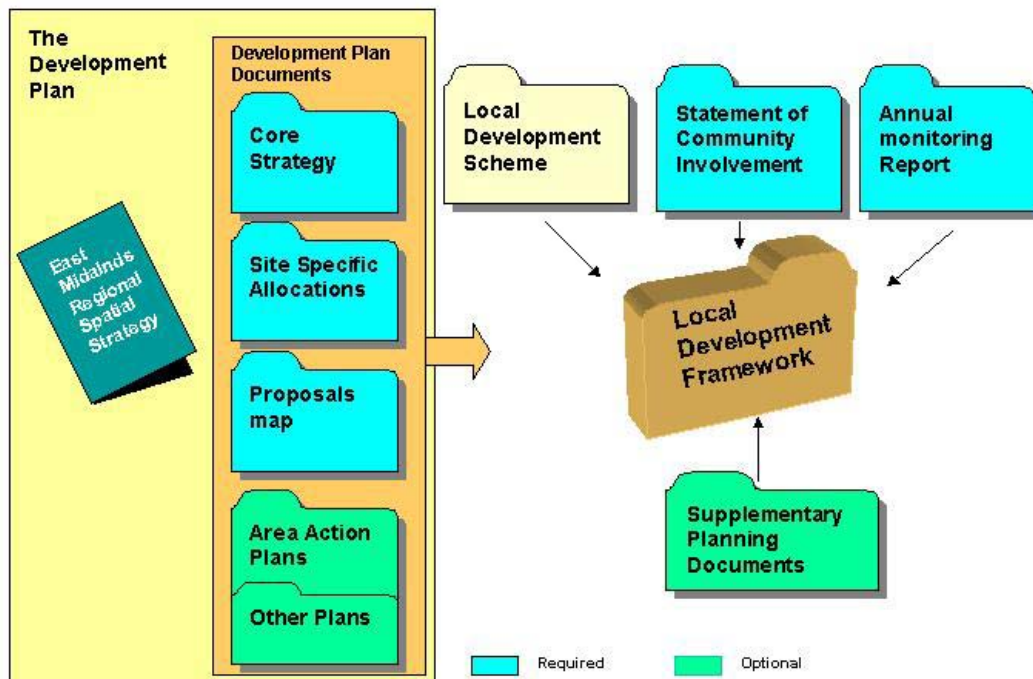 The
Development
Plan
Development Plan
Documents
Core
Strategy
Site Specific
Allocations
Proposals
map
Area Action
Plans
Other Plans
East
Midalnds
Regional
Spatial
Strategy
Local
Development
Scheme
Statement of
Community
Involvement
Annual
monitoring
Report
Local
Development
Framework
Supplementary
Planning
Documents
Required
Optional